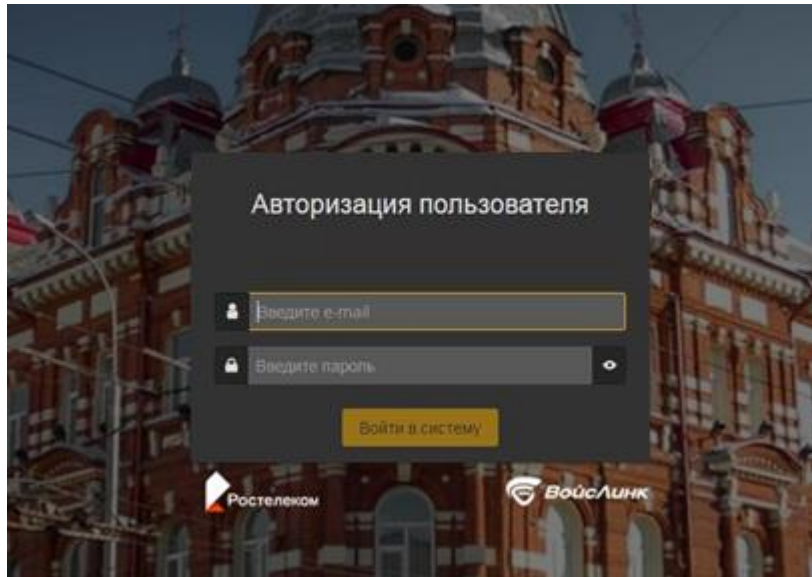 Авторизация пользователя
Введите e-mail
Введите пароль
Войти в систему
Ростелеком
ВойсЛинк